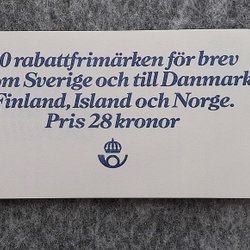 0 rabattfrimärken för brev
om Sverige och till Danmark
Finland, Island och Norge.
Pris 28 kronor